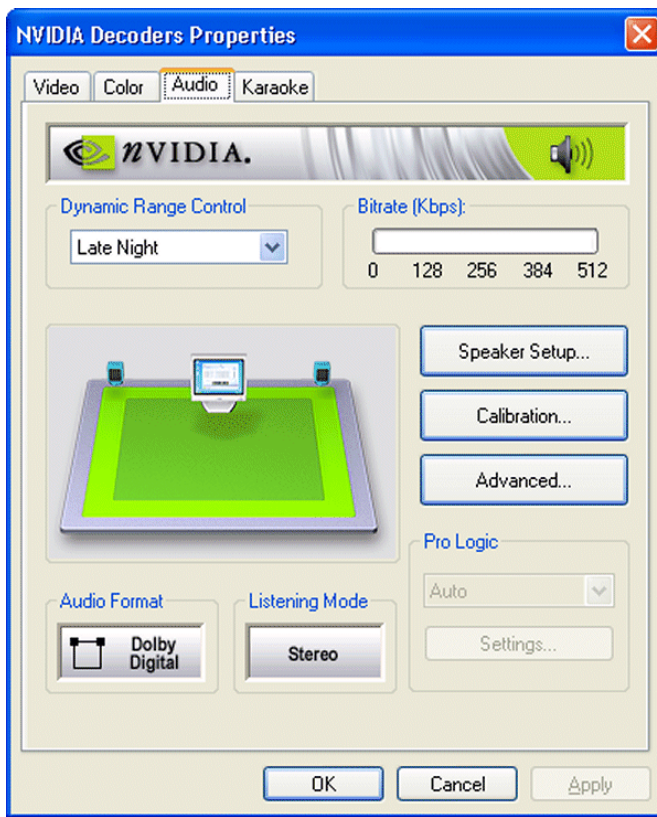 NVIDIA Decoders Properties
Video Color Audio Karaoke
nVIDIA.
Dynamic Range Control
Late Night
Bitrate (Kbps):
0 128 256 384 512
Speaker Setup...
Calibration...
Advanced...
Pro Logic
Auto
Settings...
Audio Format
Dolby
Digital
Listening Mode
Stereo
OK Cancel Apply